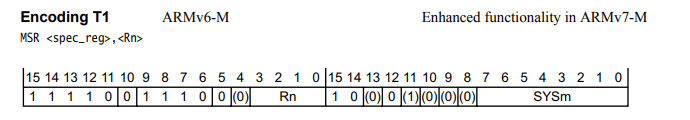 Encoding T1 ARMv6-M Enhanced functionality in ARMv7-M
MSR <spec_reg>,<Rn>
15 14 13 12 11 10 9 8 7 6 5 4 3 2 1 0 15 14 13 12 11 10 9 8 7 6 5 4 3 2 1 0
1 1 1 1 0 0 1 1 1 0 0 (0) Rn 1 0 (0) 0 (1) (0) (0) (0) SYSm